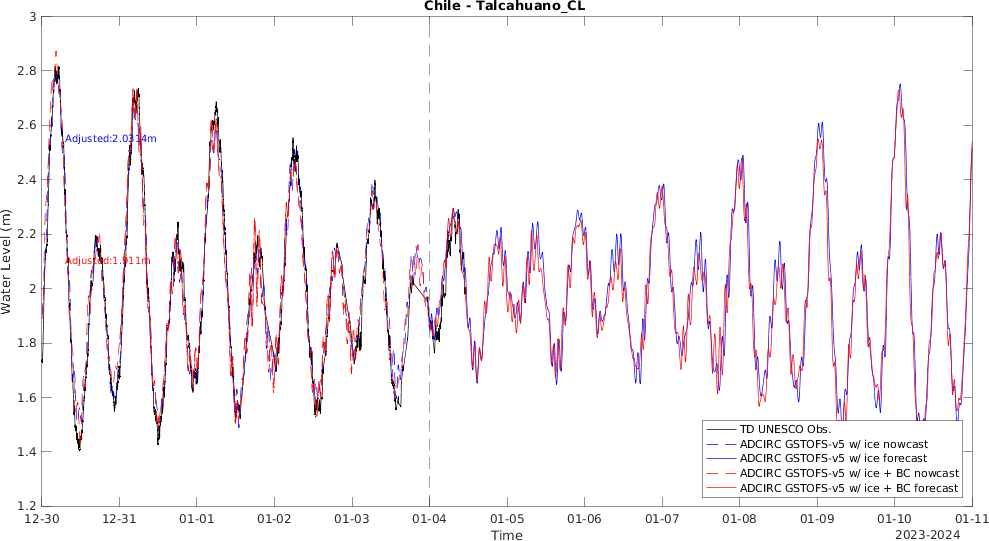 Chile - Talcahuano_CL
3
2.8
2.6
2.4
2.2
2
1.8
1.6
1.4
1.2
Water Level (m)
Adjusted:2.0314m
Adjusted:1.911m
TD UNESCO Obs.
ADCIRC GSTOFS-v5 w/ ice nowcast
ADCIRC GSTOFS-v5 w/ ice forecast
ADCIRC GSTOFS-v5 w/ ice + BC nowcast
ADCIRC GSTOFS-v5 w/ ice + BC forecast
12-30 12-31 01-01 01-02 01-03 01-04 01-05 01-06 01-07 01-08 01-09 01-10 01-11
Time
2023-2024